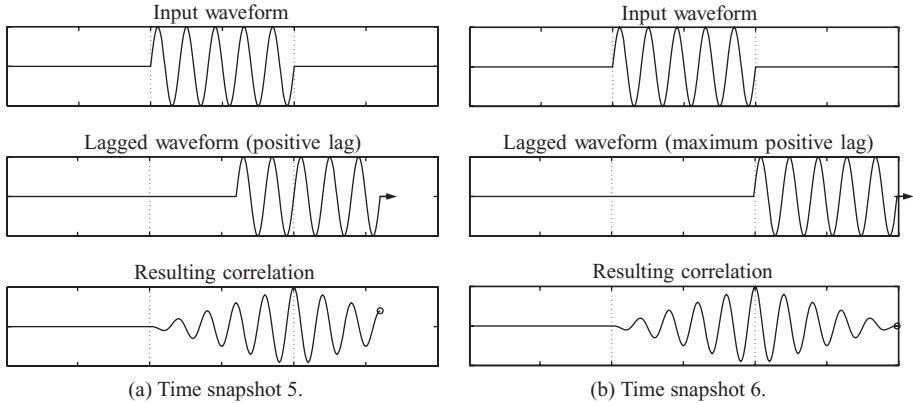 Input waveform
Lagged waveform (positive lag)
Resulting correlation
(a) Time snapshot 5.
Input waveform
Lagged waveform (maximum positive lag)
Resulting correlation
(b) Time snapshot 6.